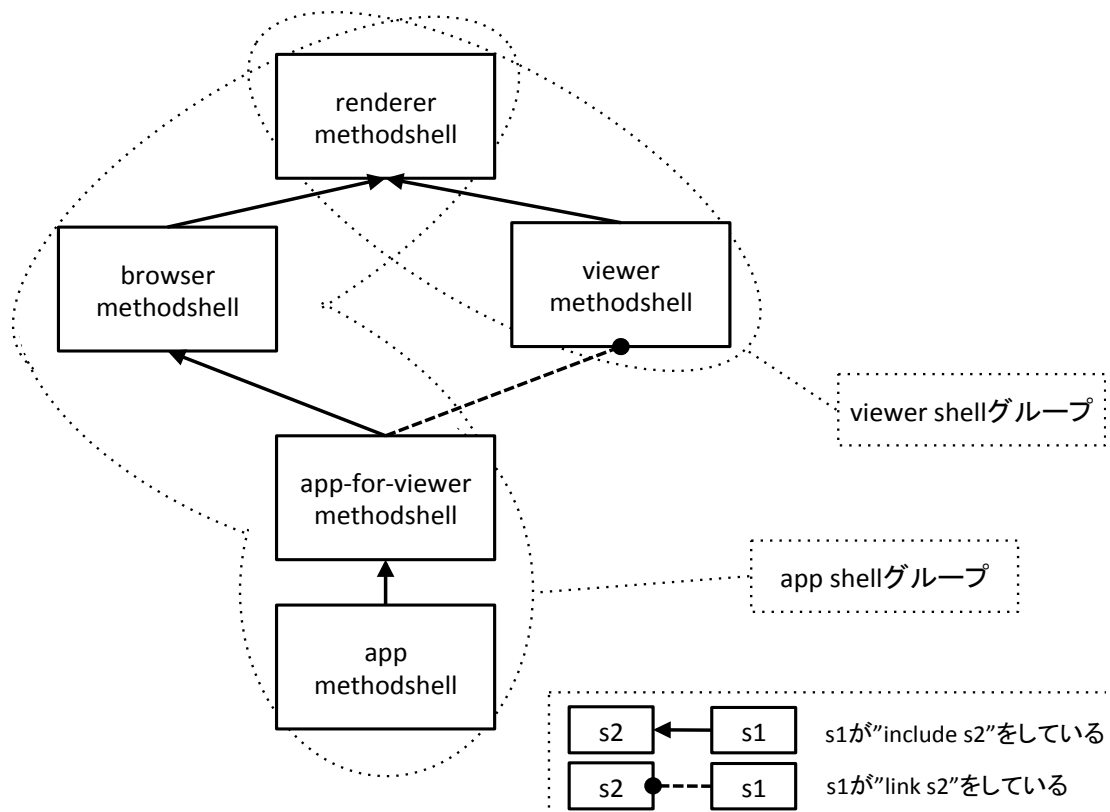 renderer
methodshell
browser
methodshell
viewer
methodshell
viewer shellグループ
app-for-viewer
methodshell
app shellグループ
app
methodshell
s2
s1
s1が”include s2”をしている
s2
s1
s1が”link s2”をしている